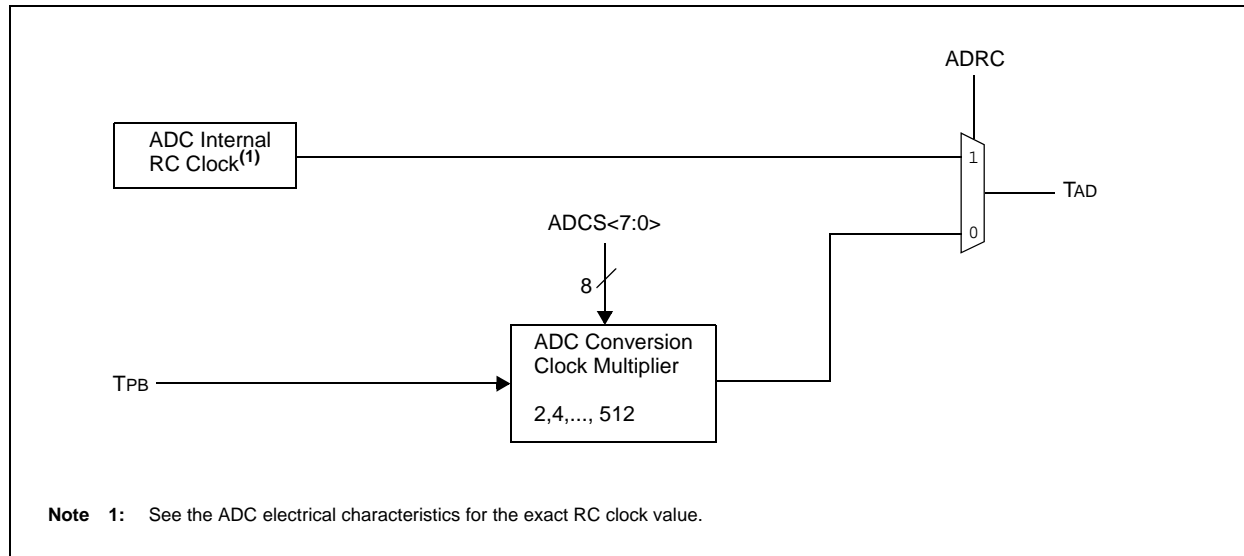 ADRC
ADC Internal
RC Clock(1)
1
TAD
ADCS<7:0>
0
8
ADC Conversion
Clock Multiplier
TPB
2,4,..., 512
Note 1: See the ADC electrical characteristics for the exact RC clock value.